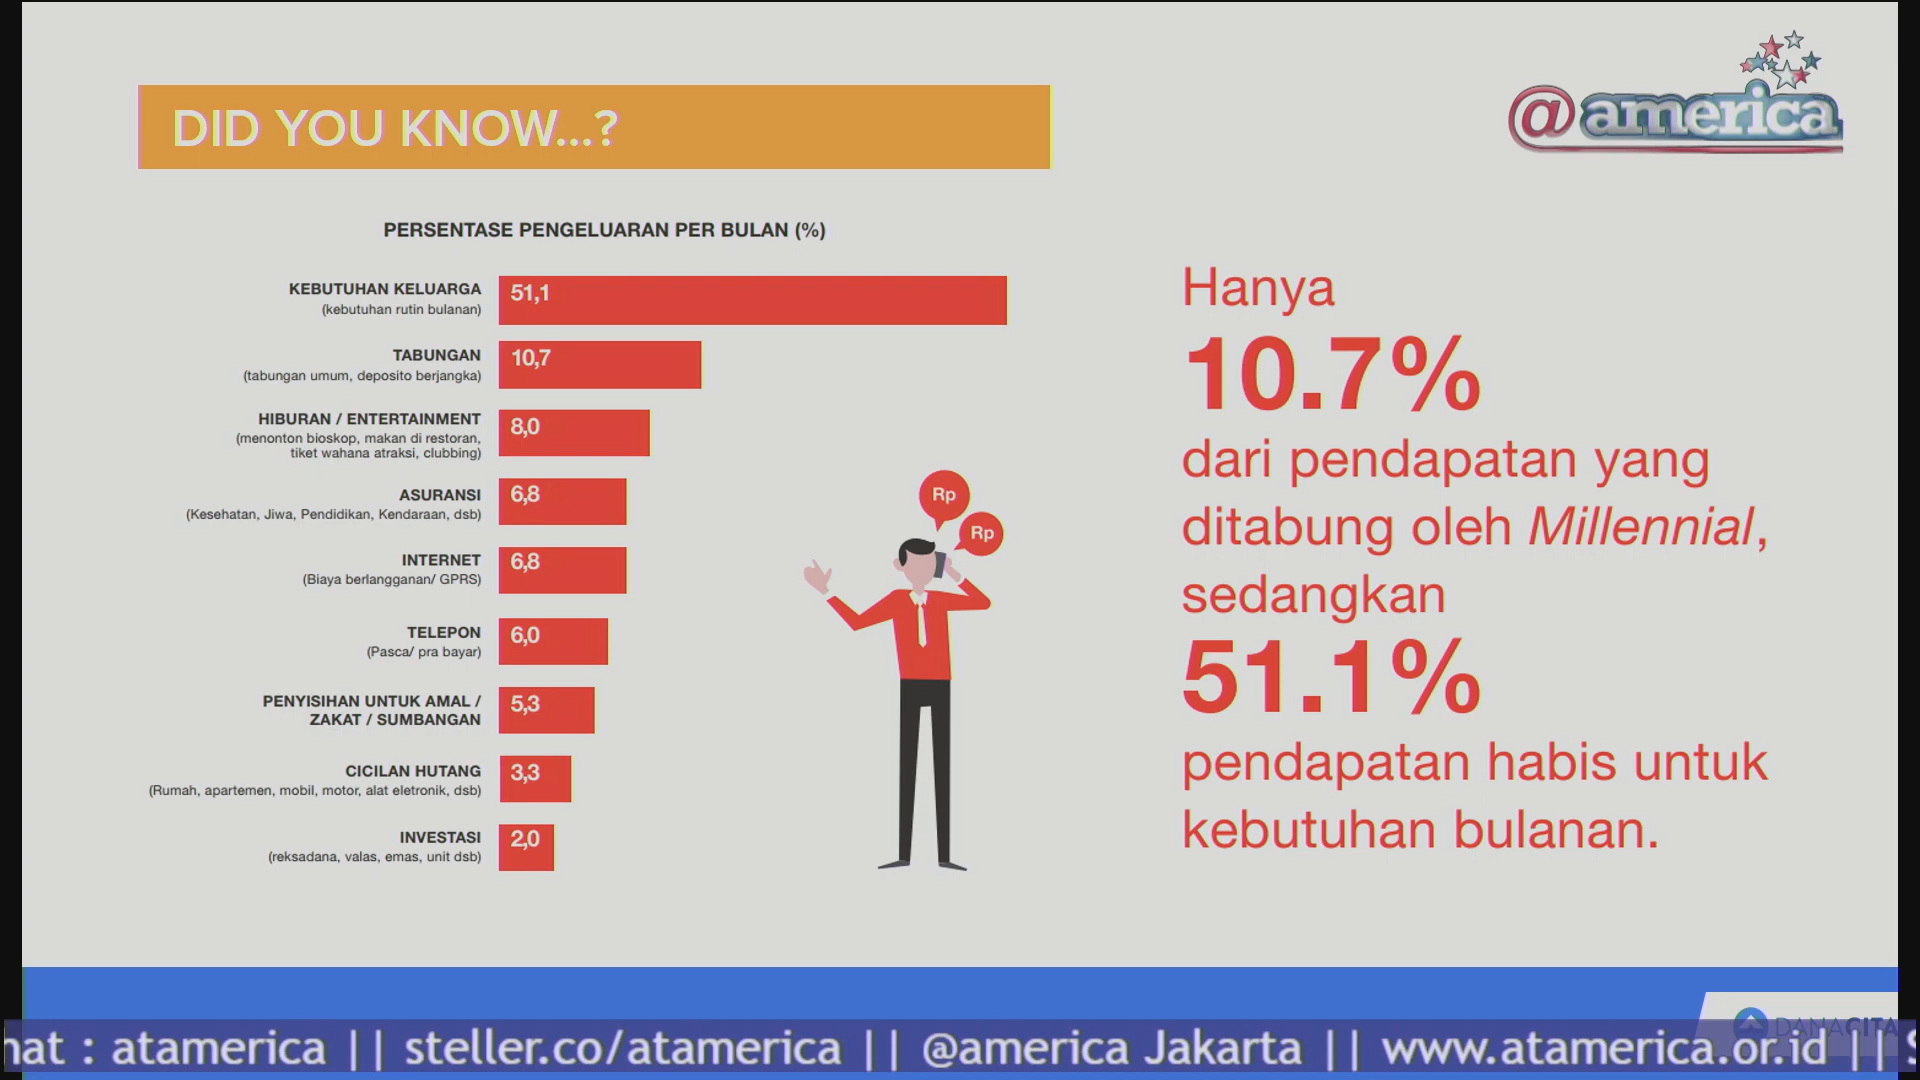 @america
DID YOU KNOW...?
PERSENTASE PENGELUARAN PER BULAN (%)
KEBUTUHAN KELUARGA
(kebutuhan rutin bulanan)
51,1
TABUNGAN
(tabungan umum, deposito berjangka)
10,7
HIBURAN / ENTERTAINMENT
(menonton bioskop, makan di restoran,
tiket wahana atraksi, clubbing)
8,0
ASURANSI
(Kesehatan, Jiwa, Pendidikan, Kendaraan, dsb)
6,8
INTERNET
(Biaya berlangganan/ GPRS)
6,8
TELEPON
(Pasca/ pra bayar)
6,0
PENYISIHAN UNTUK AMAL /
ZAKAT / SUMBANGAN
5,3
CICILAN HUTANG
(Rumah, apartemen, mobil, motor, alat eletronik, dsb)
3,3
INVESTASI
(reksadana, valas, emas, unit dsb)
2,0
Rp
Rp
Hanya
10.7%
dari pendapatan yang
ditabung oleh Millennial,
sedangkan
51.1%
pendapatan habis untuk
kebutuhan bulanan.
DANACITA
hat : atamerica || steller.co/atamerica || @america Jakarta || www.atamerica.or.id || S